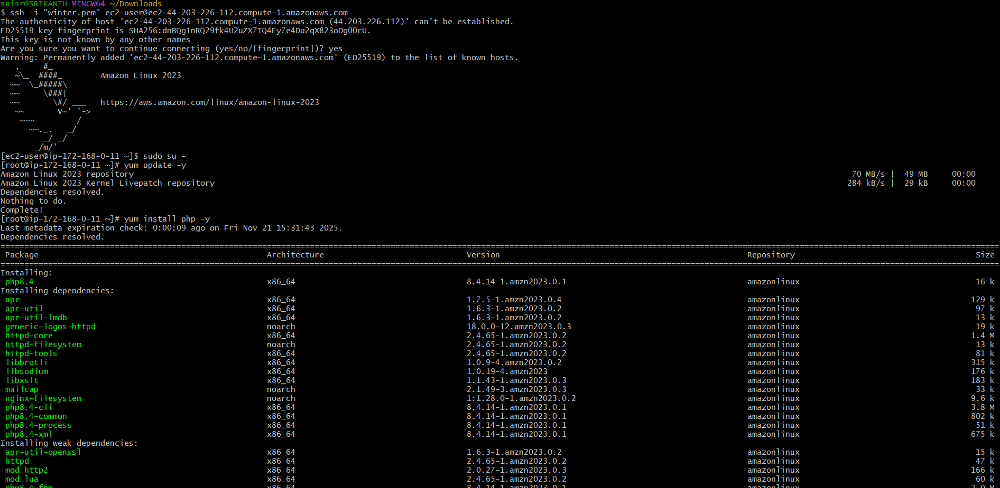 saisr@SRIKANTH MINGW64 ~/Downloads
$ ssh -i "winter.pem" ec2-user@ec2-44-203-226-112.compute-1.amazonaws.com
The authenticity of host 'ec2-44-203-226-112.compute-1.amazonaws.com (44.203.226.112)' can't be established.
ED25519 key fingerprint is SHA256:dnBQg1nRQ29fk4U2uZX7TQ4Ey7e4Du2qX823oDgO0rU.
This key is not known by any other names
Are you sure you want to continue connecting (yes/no/[fingerprint])? yes
Warning: Permanently added 'ec2-44-203-226-112.compute-1.amazonaws.com' (ED25519) to the list of known hosts.
   ,     #_
   ~\_  ####_        Amazon Linux 2023
  ~~  \_#####\
  ~~     \###|
  ~~       \#/ ___   https://aws.amazon.com/linux/amazon-linux-2023
   ~~       V~' '->
    ~~~         /
      ~~._.   _/
         _/ _/
       _/m/'
[ec2-user@ip-172-168-0-11 ~]$ sudo su -
[root@ip-172-168-0-11 ~]# yum update -y
Amazon Linux 2023 repository 70 MB/s | 49 MB 00:00
Amazon Linux 2023 Kernel Livepatch repository 284 kB/s | 29 kB 00:00
Dependencies resolved.
Nothing to do.
Complete!
[root@ip-172-168-0-11 ~]# yum install php -y
Last metadata expiration check: 0:00:09 ago on Fri Nov 21 15:31:43 2025.
Dependencies resolved.
Package Architecture Version Repository Size
Installing:
php8.4 x86_64 8.4.14-1.amzn2023.0.1 amazonlinux 16 k
Installing dependencies:
apr x86_64 1.7.5-1.amzn2023.0.4 amazonlinux 129 k
apr-util x86_64 1.6.3-1.amzn2023.0.2 amazonlinux 97 k
apr-util-lmdb x86_64 1.6.3-1.amzn2023.0.2 amazonlinux 13 k
generic-logos-httpd noarch 18.0.0-12.amzn2023.0.3 amazonlinux 19 k
httpd-core x86_64 2.4.65-1.amzn2023.0.2 amazonlinux 1.4 M
httpd-filesystem noarch 2.4.65-1.amzn2023.0.2 amazonlinux 13 k
httpd-tools x86_64 2.4.65-1.amzn2023.0.2 amazonlinux 81 k
libbrotli x86_64 1.0.9-4.amzn2023.0.2 amazonlinux 315 k
libsodium x86_64 1.0.19-4.amzn2023 amazonlinux 176 k
libxslt x86_64 1.1.43-1.amzn2023.0.3 amazonlinux 183 k
mailcap noarch 2.1.49-3.amzn2023.0.3 amazonlinux 33 k
nginx-filesystem noarch 1:1.28.0-1.amzn2023.0.2 amazonlinux 9.6 k
php8.4-cli x86_64 8.4.14-1.amzn2023.0.1 amazonlinux 3.8 M
php8.4-common x86_64 8.4.14-1.amzn2023.0.1 amazonlinux 802 k
php8.4-process x86_64 8.4.14-1.amzn2023.0.1 amazonlinux 51 k
php8.4-xml x86_64 8.4.14-1.amzn2023.0.1 amazonlinux 675 k
Installing weak dependencies:
apr-util-openssl x86_64 1.6.3-1.amzn2023.0.2 amazonlinux 15 k
httpd x86_64 2.4.65-1.amzn2023.0.2 amazonlinux 47 k
mod_http2 x86_64 2.0.27-1.amzn2023.0.3 amazonlinux 166 k
mod_lua x86_64 2.4.65-1.amzn2023.0.2 amazonlinux 60 k
php8.4-fpm x86_64 8.4.14-1.amzn2023.0.1 amazonlinux 2.0 M